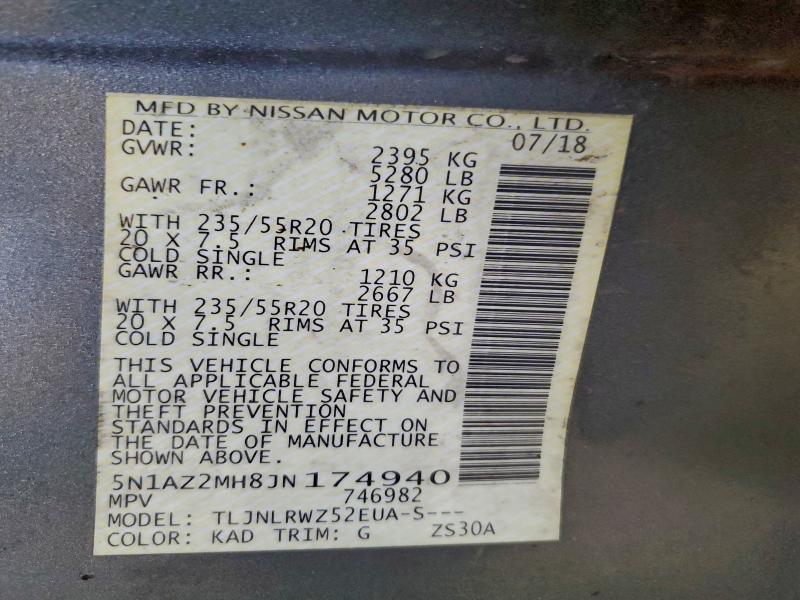 MFD BY NISSAN MOTOR CO., LTD.
DATE: 07/18
GVWR: 2395 KG
5280 LB
GAWR FR.: 1271 KG
2802 LB
WITH 235/55R20 TIRES
20 X 7.5 RIMS AT 35 PSI
COLD SINGLE
GAWR RR.: 1210 KG
2667 LB
WITH 235/55R20 TIRES
20 X 7.5 RIMS AT 35 PSI
COLD SINGLE
THIS VEHICLE CONFORMS TO
ALL APPLICABLE FEDERAL
MOTOR VEHICLE SAFETY AND
THEFT PREVENTION
STANDARDS IN EFFECT ON
THE DATE OF MANUFACTURE
SHOWN ABOVE.
5N1AZ2MH8JN174940
MPV 746982
MODEL: TLJNLRWZ52EUA-S---
COLOR: KAD TRIM: G ZS30A